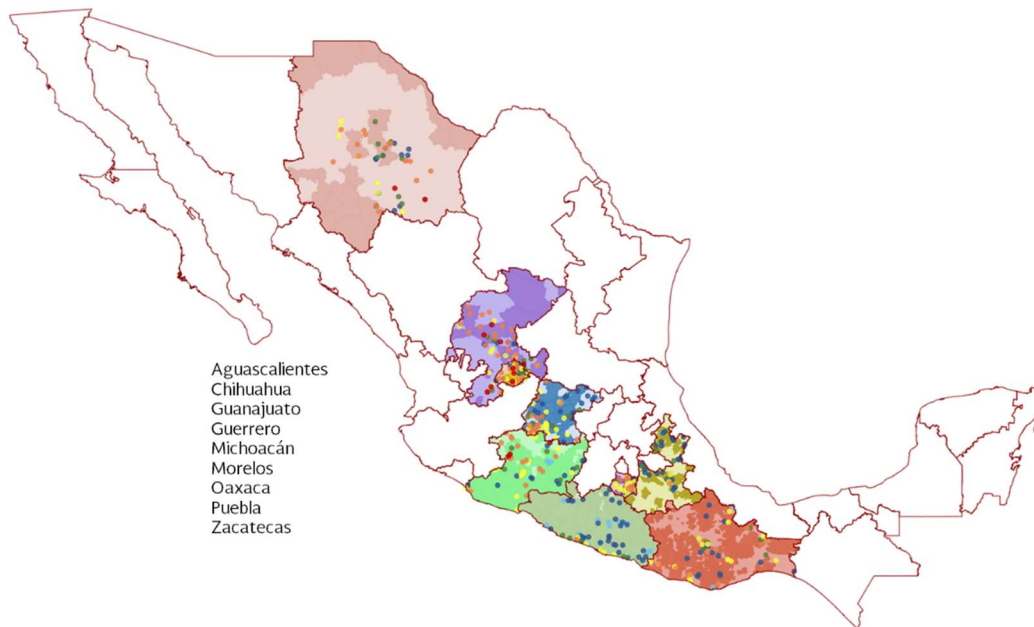 Aguascalientes
Chihuahua
Guanajuato
Guerrero
Michoacán
Morelos
Oaxaca
Puebla
Zacatecas